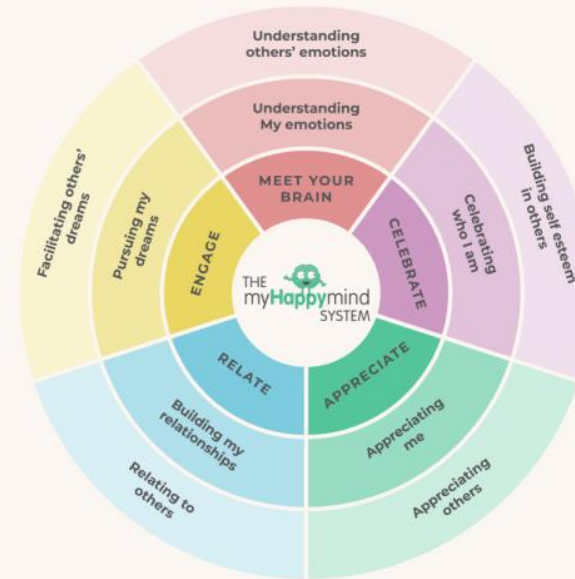 Understanding
others' emotions
Understanding
My emotions
MEET YOUR
BRAIN
Building self esteem
in others
Celebrating
who I am
CELEBRATE
Appreciating
others
Appreciating
me
APPRECIATE
Relating to
others
Building my
relationships
RELATE
Facilitating others'
dreams
Pursuing my
dreams
ENGAGE
THE
myHappymind
SYSTEM